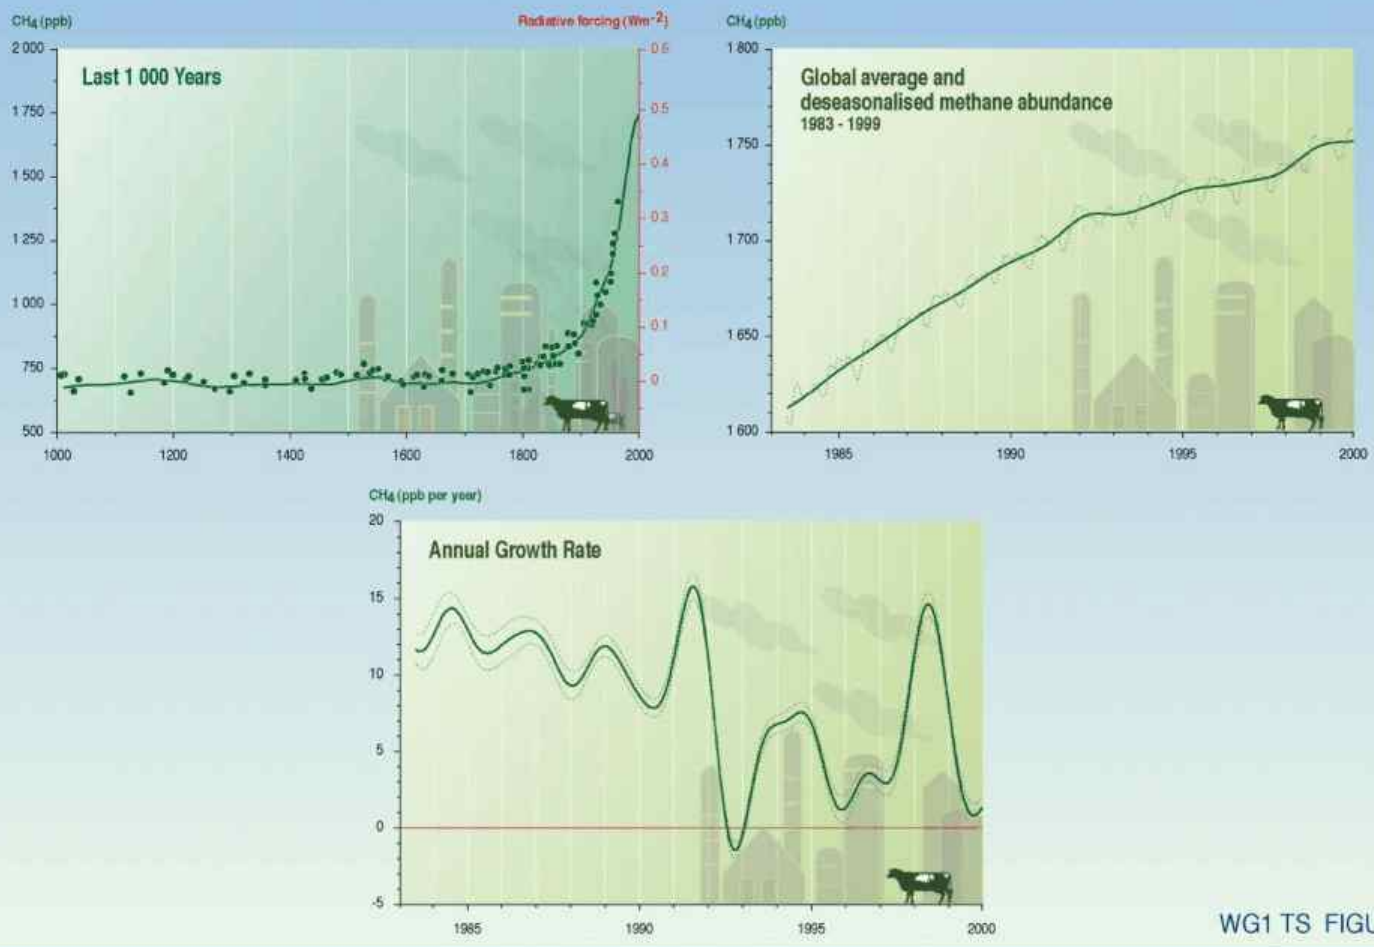 CH4 (ppb)
Radiative forcing (Wm-2)
2 000
1 750
1 500
1 250
1 000
750
500
0.6
0.5
0.4
0.3
0.2
0.1
0
Last 1 000 Years
1000 1200 1400 1600 1800 2000
CH4 (ppb)
1 800
1 750
1 700
1 650
1 600
Global average and
deseasonalised methane abundance
1983 - 1999
1985 1990 1995 2000
CH4 (ppb per year)
20
15
10
5
0
-5
Annual Growth Rate
1985 1990 1995 2000
WG1 TS FIGU